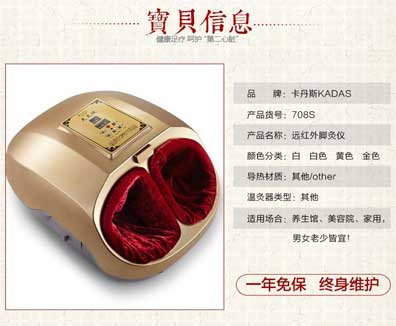 寶貝信息
健康足疗 呵护"第二心脏"
品　　牌：卡丹斯KADAS
产品货号：708S
产品名称：远红外脚灸仪
颜色分类：白　白色　黄色　金色
导热材质：其他/other
温灸器类型：其他
适用场合：养生馆、美容院、家用，
男女老少皆宜！
一年免保　终身维护